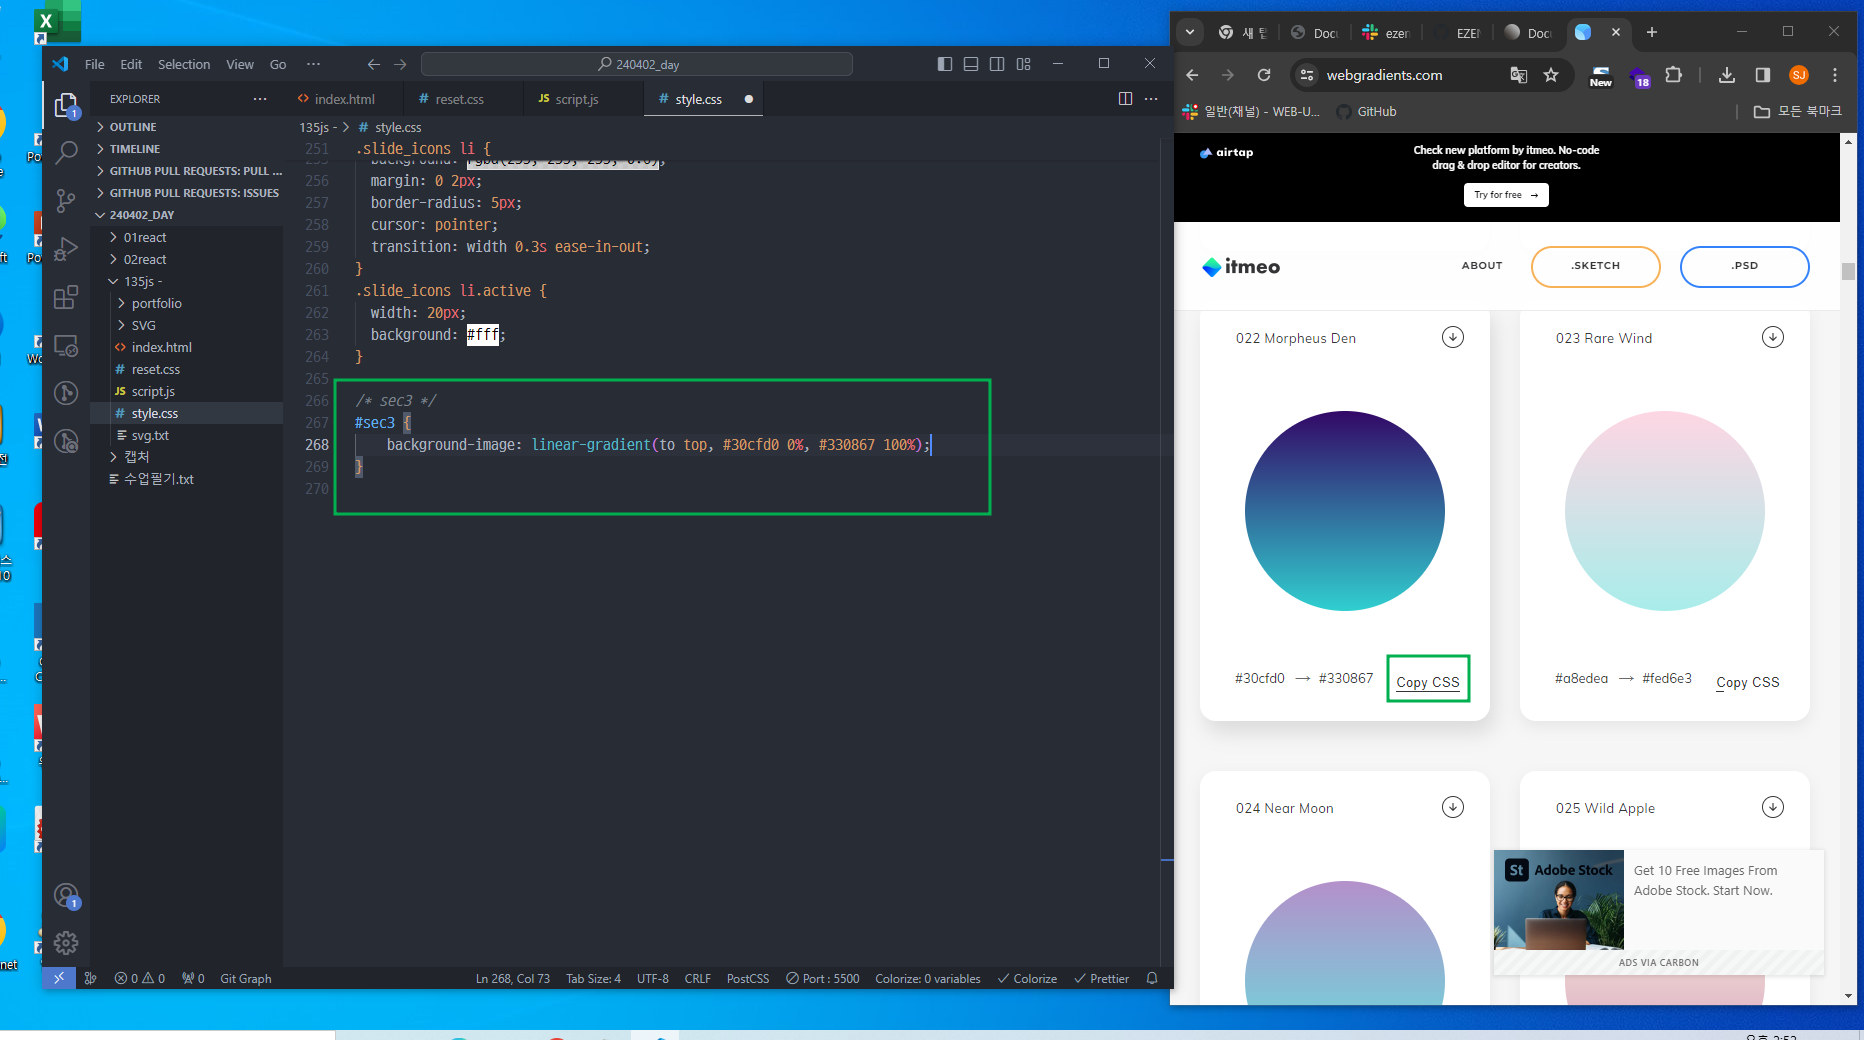 File Edit Selection View Go ···
240402_day
EXPLORER
OUTLINE
TIMELINE
GITHUB PULL REQUESTS: PULL ...
GITHUB PULL REQUESTS: ISSUES
240402_DAY
01react
02react
135js -
portfolio
SVG
index.html
reset.css
script.js
style.css
svg.txt
캡처
수업필기.txt
index.html
reset.css
script.js
style.css
135js - > # style.css
251 .slide_icons li {
256 margin: 0 2px;
257 border-radius: 5px;
258 cursor: pointer;
259 transition: width 0.3s ease-in-out;
260 }
261 .slide_icons li.active {
262 width: 20px;
263 background: #fff;
264 }
265
266 /* sec3 */
267 #sec3 {
268 background-image: linear-gradient(to top, #30cfd0 0%, #330867 100%);
269 }
270
0 0 0 Git Graph
Ln 268, Col 73 Tab Size: 4 UTF-8 CRLF PostCSS Port : 5500 Colorize: 0 variables Colorize Prettier
새 탭
Docu
ezen
EZEN
Docu
webgradients.com
New
18
SJ
일반(채널) - WEB-U...
GitHub
모든 북마크
airtap
Check new platform by itmeo. No-code
drag & drop editor for creators.
Try for free →
itmeo
ABOUT
.SKETCH
.PSD
022 Morpheus Den
#30cfd0 → #330867
Copy CSS
023 Rare Wind
#a8edea → #fed6e3
Copy CSS
024 Near Moon
025 Wild Apple
St Adobe Stock
Get 10 Free Images From
Adobe Stock. Start Now.
ADS VIA CARBON